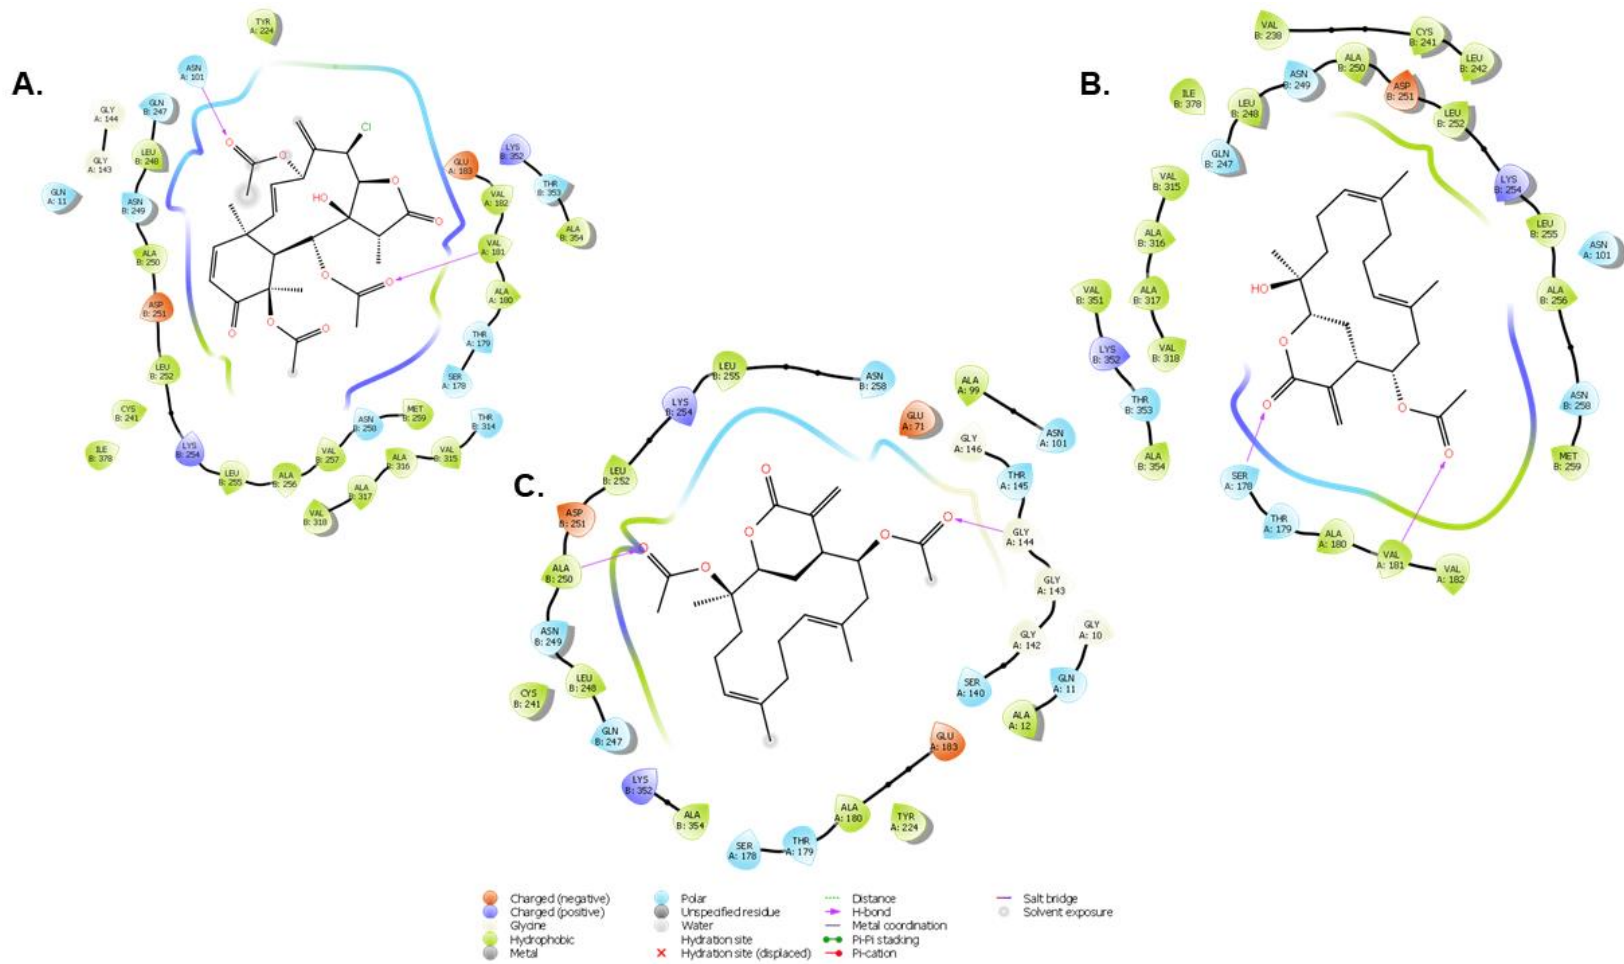 A.
TYR
A: 224
ASN
A: 101
GLY
A: 144
GLN
B: 247
GLY
A: 143
LEU
B: 248
GLN
A: 11
ASN
B: 249
ALA
B: 250
ASP
B: 251
LEU
B: 252
CYS
B: 241
ILE
B: 378
LYS
B: 254
LEU
B: 255
ALA
B: 256
VAL
B: 257
ASN
B: 258
MET
B: 259
VAL
B: 318
ALA
B: 317
ALA
B: 316
VAL
B: 315
THR
B: 314
GLU
A: 183
LYS
B: 352
VAL
A: 182
THR
B: 353
ALA
B: 354
VAL
A: 181
ALA
A: 180
THR
A: 179
SER
A: 178
Cl
O
O
HO
O
O
O
O
O
O
O
O
B.
VAL
B: 238
CYS
B: 241
LEU
B: 242
ALA
B: 250
ASN
B: 249
ASP
B: 251
ILE
B: 378
LEU
B: 248
LEU
B: 252
GLN
B: 247
LYS
B: 254
VAL
B: 315
LEU
B: 255
ASN
A: 101
ALA
B: 316
VAL
B: 351
ALA
B: 317
ALA
B: 256
LYS
B: 352
VAL
B: 318
THR
B: 353
ASN
B: 258
ALA
B: 354
MET
B: 259
SER
A: 178
THR
A: 179
ALA
A: 180
VAL
A: 181
VAL
A: 182
HO
O
O
O
O
C.
LEU
B: 255
ASN
B: 258
LYS
B: 254
GLU
A: 71
ALA
A: 99
ASN
A: 101
GLY
A: 146
LEU
B: 252
THR
A: 145
ASP
B: 251
GLY
A: 144
ALA
B: 250
GLY
A: 143
ASN
B: 249
GLY
A: 142
GLY
A: 10
LEU
B: 248
SER
A: 140
GLN
A: 11
CYS
B: 241
ALA
A: 12
GLN
B: 247
GLU
A: 183
LYS
B: 352
ALA
B: 354
ALA
A: 180
TYR
A: 224
SER
A: 178
THR
A: 179
O
O
O
O
O
O
Charged (negative)
Charged (positive)
Glycine
Hydrophobic
Metal
Polar
Unspecified residue
Water
Hydration site
Hydration site (displaced)
Distance
H-bond
Metal coordination
Pi-Pi stacking
Pi-cation
Salt bridge
Solvent exposure